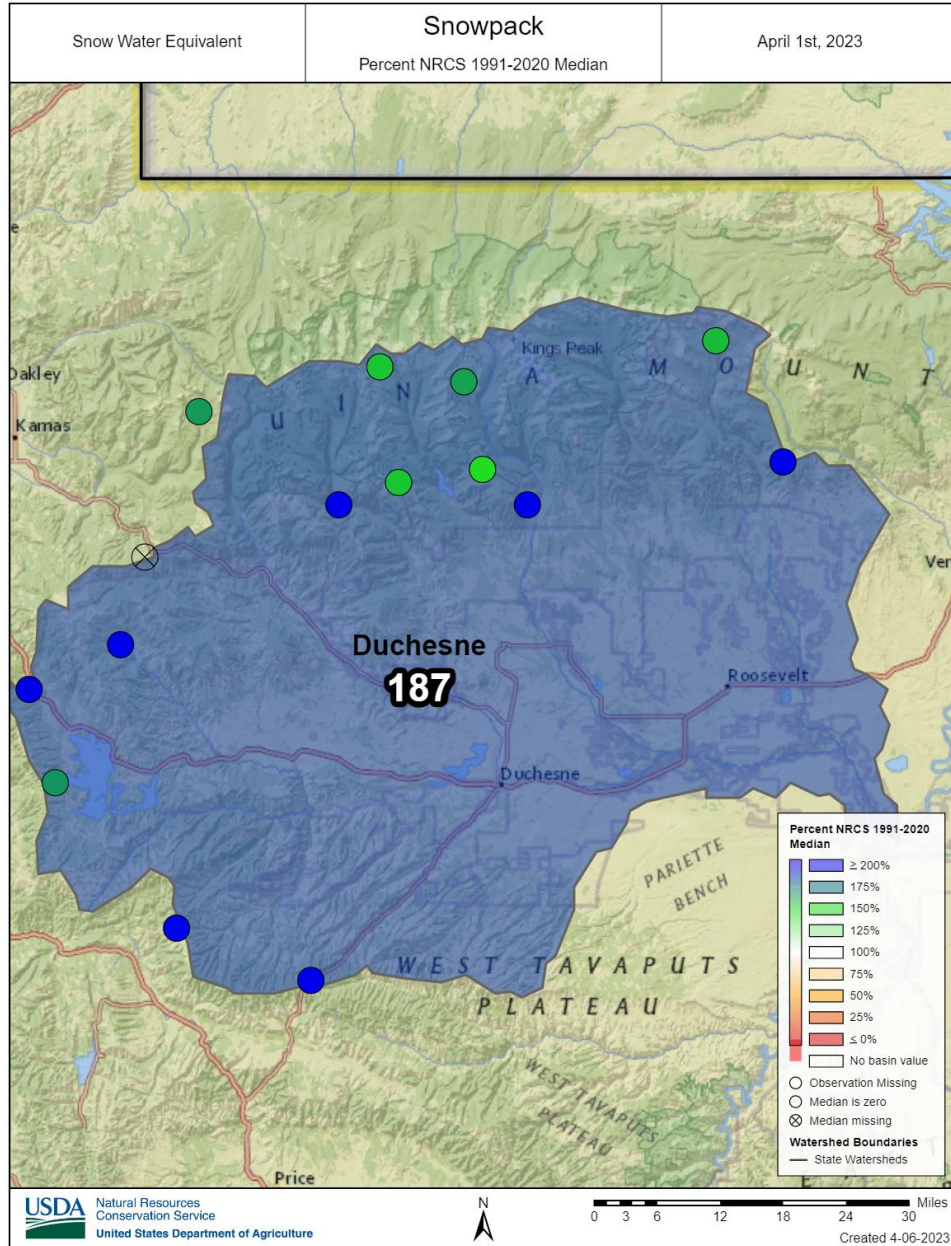 Snow Water Equivalent
Snowpack
Percent NRCS 1991-2020 Median
April 1st, 2023
Kings Peak
Oakley
Kamas
U I N T A M O U N T
Ver
Duchesne
187
Roosevelt
Duchesne
PARIETTE
BENCH
WEST TAVAPUTS
PLATEAU
WEST TAVAPUTS
PLATEAU
Price
Percent NRCS 1991-2020
Median
≥ 200%
175%
150%
125%
100%
75%
50%
25%
≤ 0%
No basin value
Observation Missing
Median is zero
Median missing
Watershed Boundaries
State Watersheds
USDA
Natural Resources
Conservation Service
United States Department of Agriculture
N
Miles
0 3 6 12 18 24 30
Created 4-06-2023